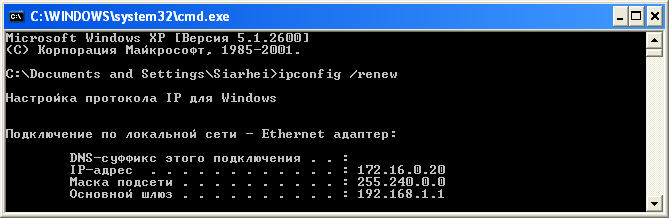 C:\WINDOWS\system32\cmd.exe
Microsoft Windows XP [Версия 5.1.2600]
(С) Корпорация Майкрософт, 1985-2001.
C:\Documents and Settings\Siarhei>ipconfig /renew
Настройка протокола IP для Windows
Подключение по локальной сети - Ethernet адаптер:
DNS-суффикс этого подключения . . :
IP-адрес . . . . . . . . . . . . : 172.16.0.20
Маска подсети . . . . . . . . . . : 255.240.0.0
Основной шлюз . . . . . . . . . . : 192.168.1.1